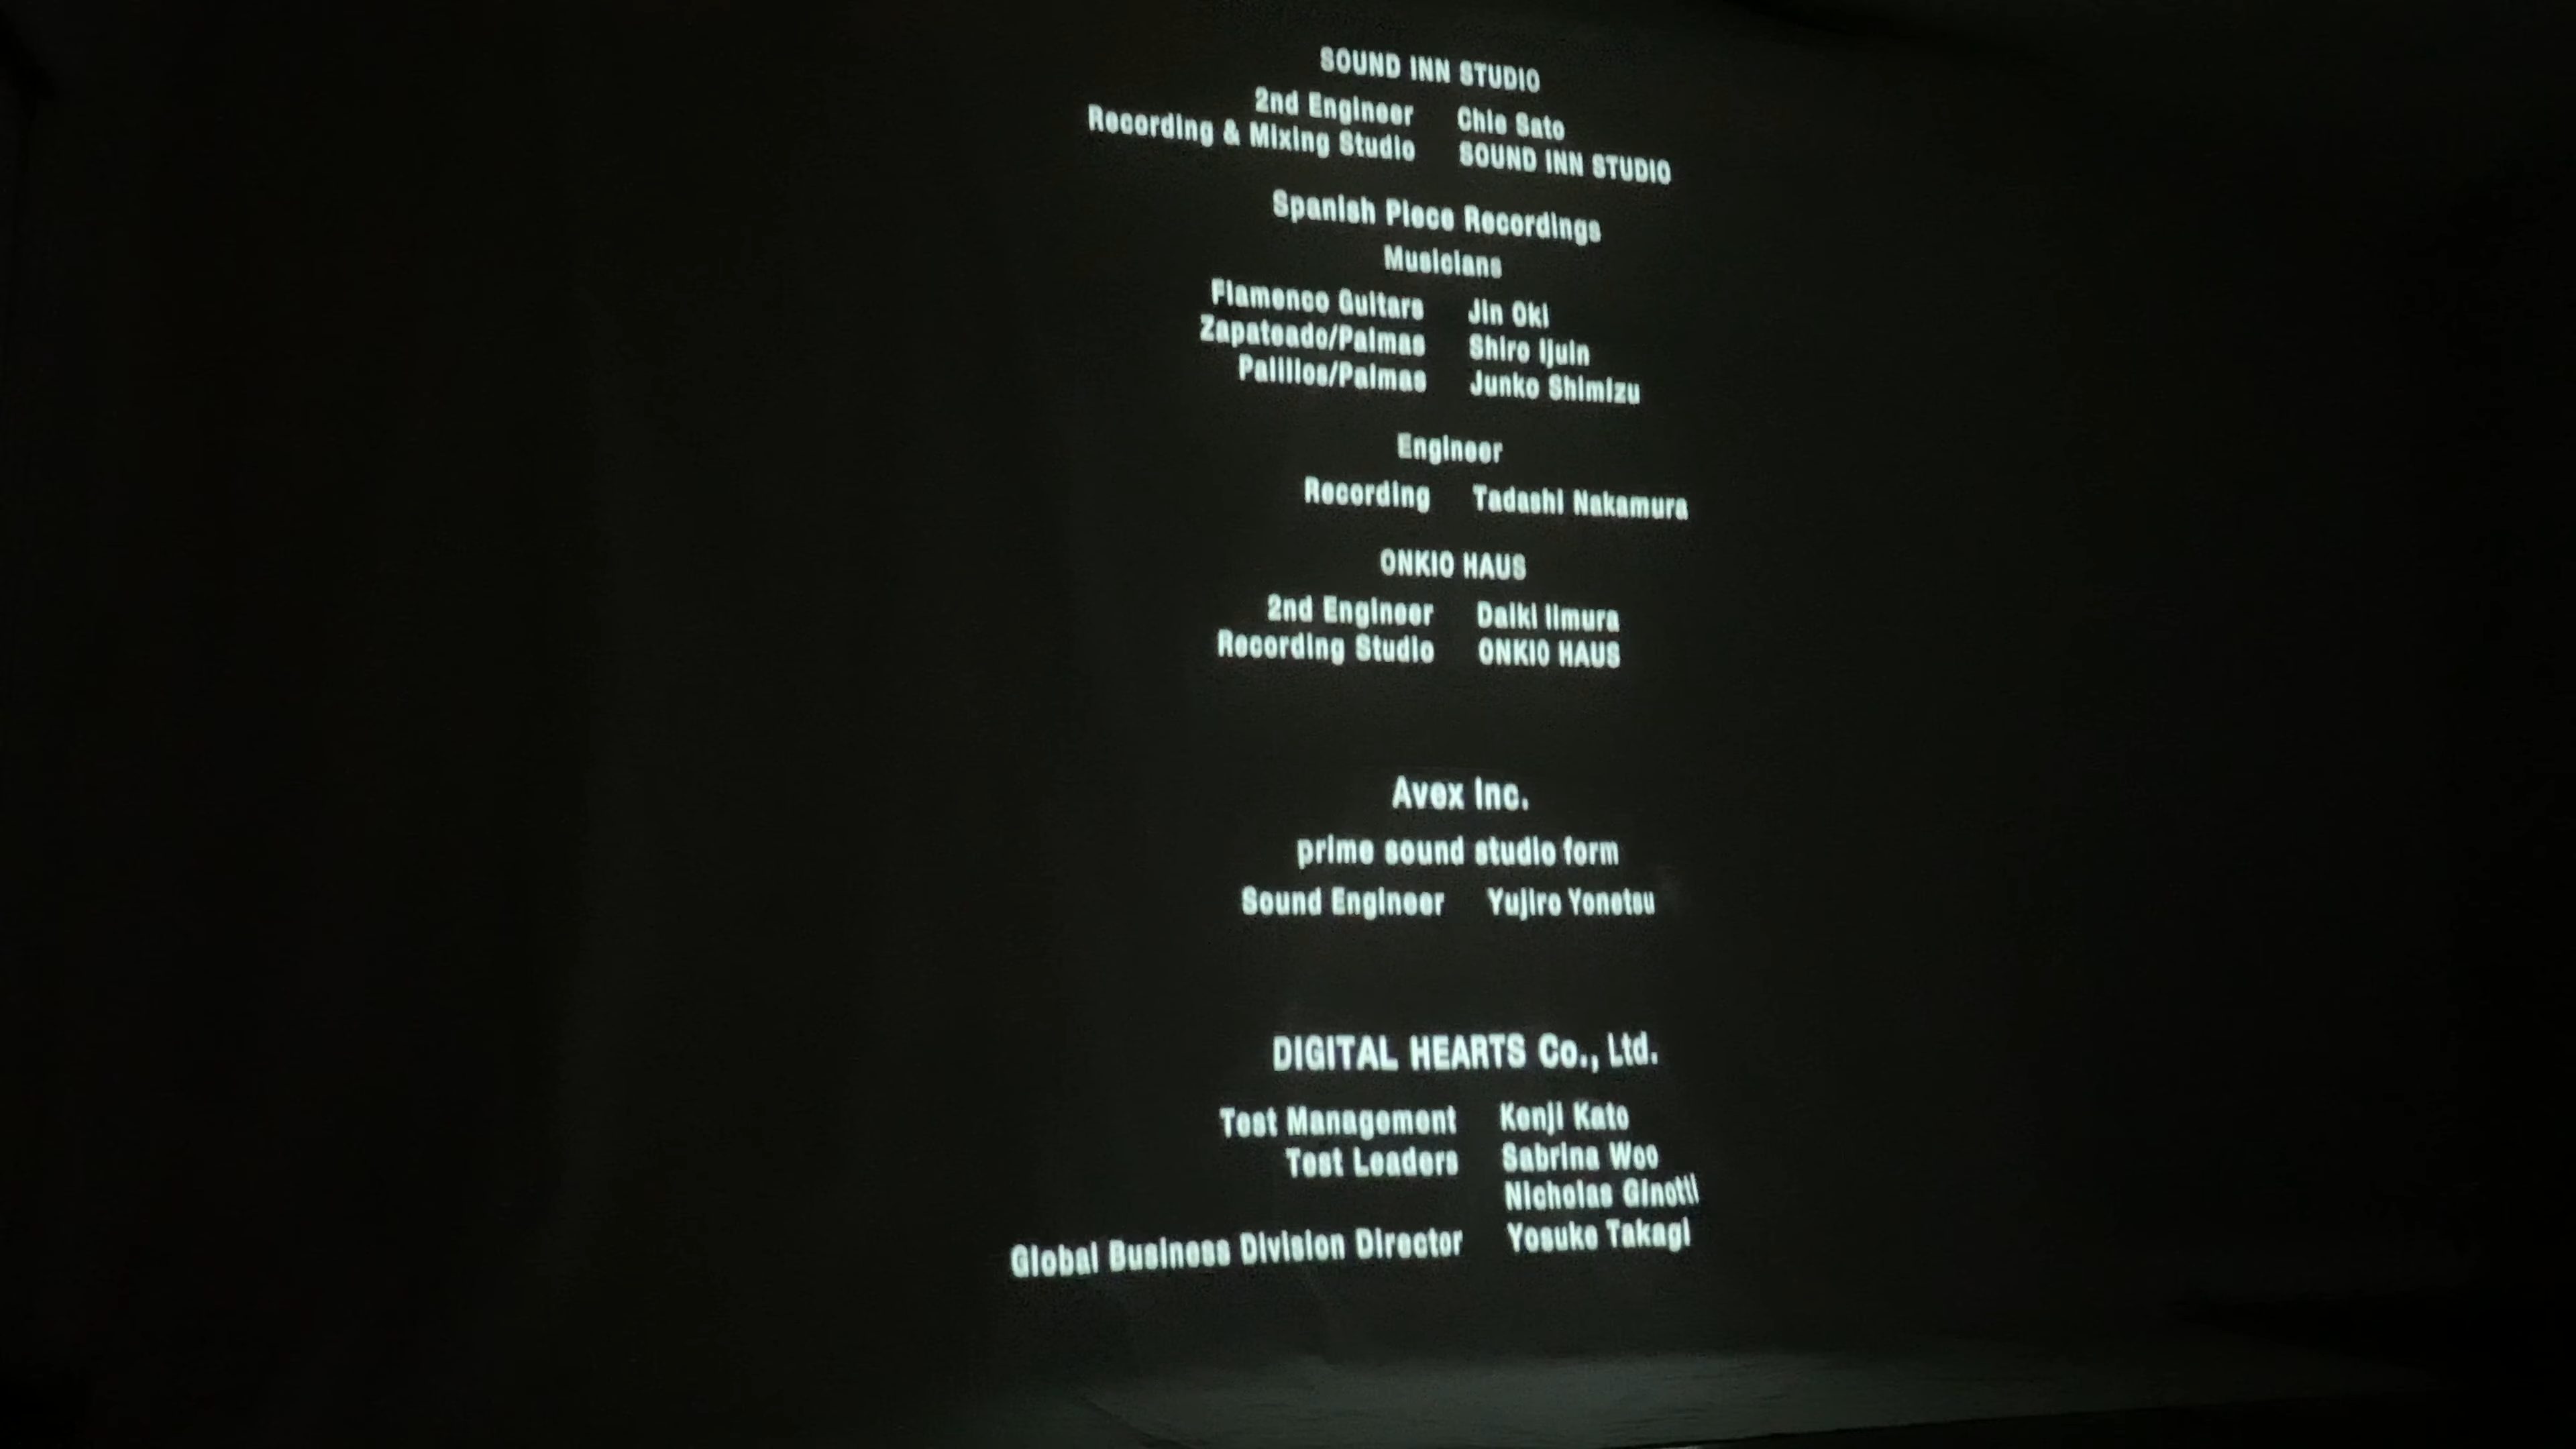 SOUND INN STUDIO
2nd Engineer Chie Sato
Recording & Mixing Studio SOUND INN STUDIO
Spanish Piece Recordings
Musicians
Flamenco Guitars Jin Oki
Zapateado/Palmas Shiro Ijuin
Palillos/Palmas Junko Shimizu
Engineer
Recording Tadashi Nakamura
ONKIO HAUS
2nd Engineer Daiki Iimura
Recording Studio ONKIO HAUS
Avex Inc.
prime sound studio form
Sound Engineer Yujiro Yonetsu
DIGITAL HEARTS Co., Ltd.
Test Management Kenji Kato
Test Leaders Sabrina Woo
Nicholas Ginotti
Global Business Division Director Yosuke Takagi